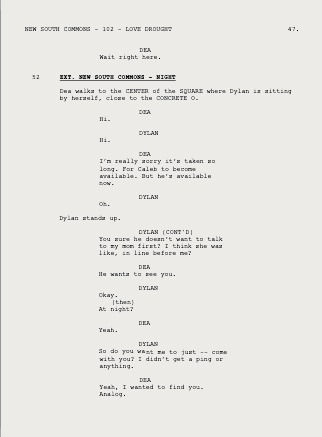 NEW SOUTH COMMONS - 102 - LOVE DROUGHT 47.
DEA
Wait right here.
52 EXT. NEW SOUTH COMMONS - NIGHT
Dea walks to the CENTER of the SQUARE where Dylan is sitting
by herself, close to the CONCRETE O.
DEA
Hi.
DYLAN
Hi.
DEA
I'm really sorry it's taken so
long. For Caleb to become
available. But he's available
now.
DYLAN
Oh.
Dylan stands up.
DYLAN (CONT'D)
You sure he doesn't want to talk
to my mom first? I think she was
like, in line before me?
DEA
He wants to see you.
DYLAN
Okay.
(then)
At night?
DEA
Yeah.
DYLAN
So do you want me to just -- come
with you? I didn't get a ping or
anything.
DEA
Yeah, I wanted to find you.
Analog.